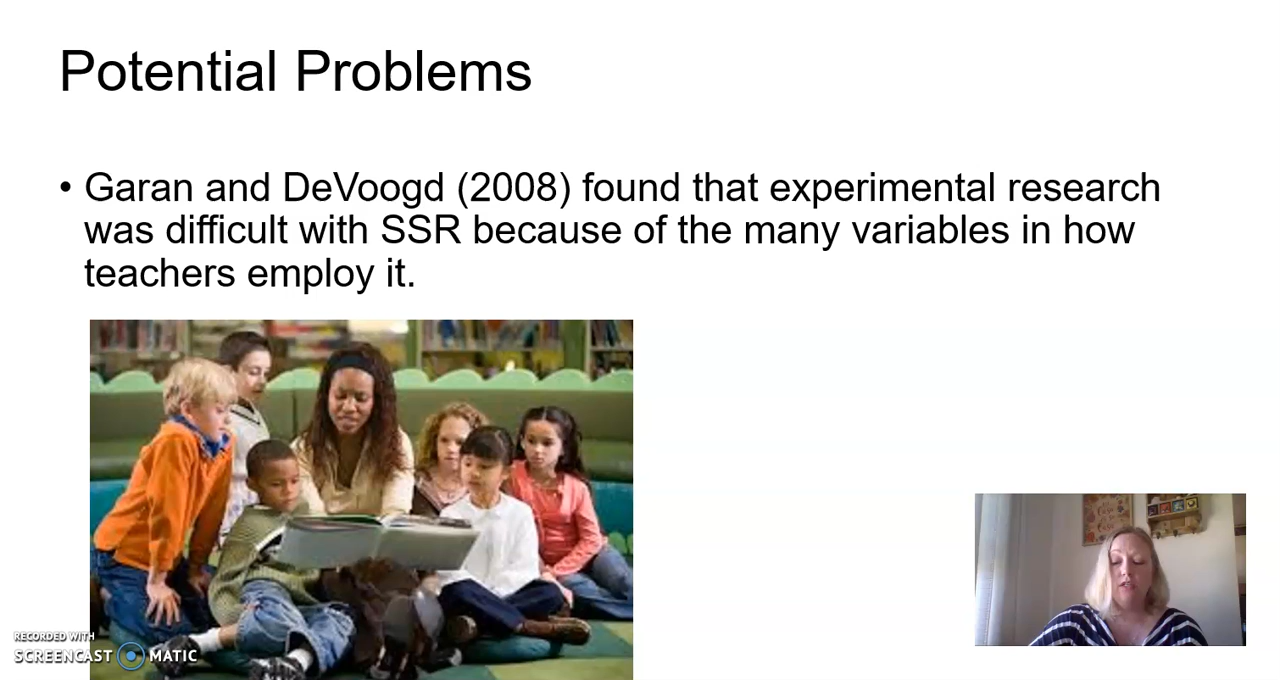 Potential Problems
• Garan and DeVoogd (2008) found that experimental research
was difficult with SSR because of the many variables in how
teachers employ it.
RECORDED WITH
SCREENCAST MATIC